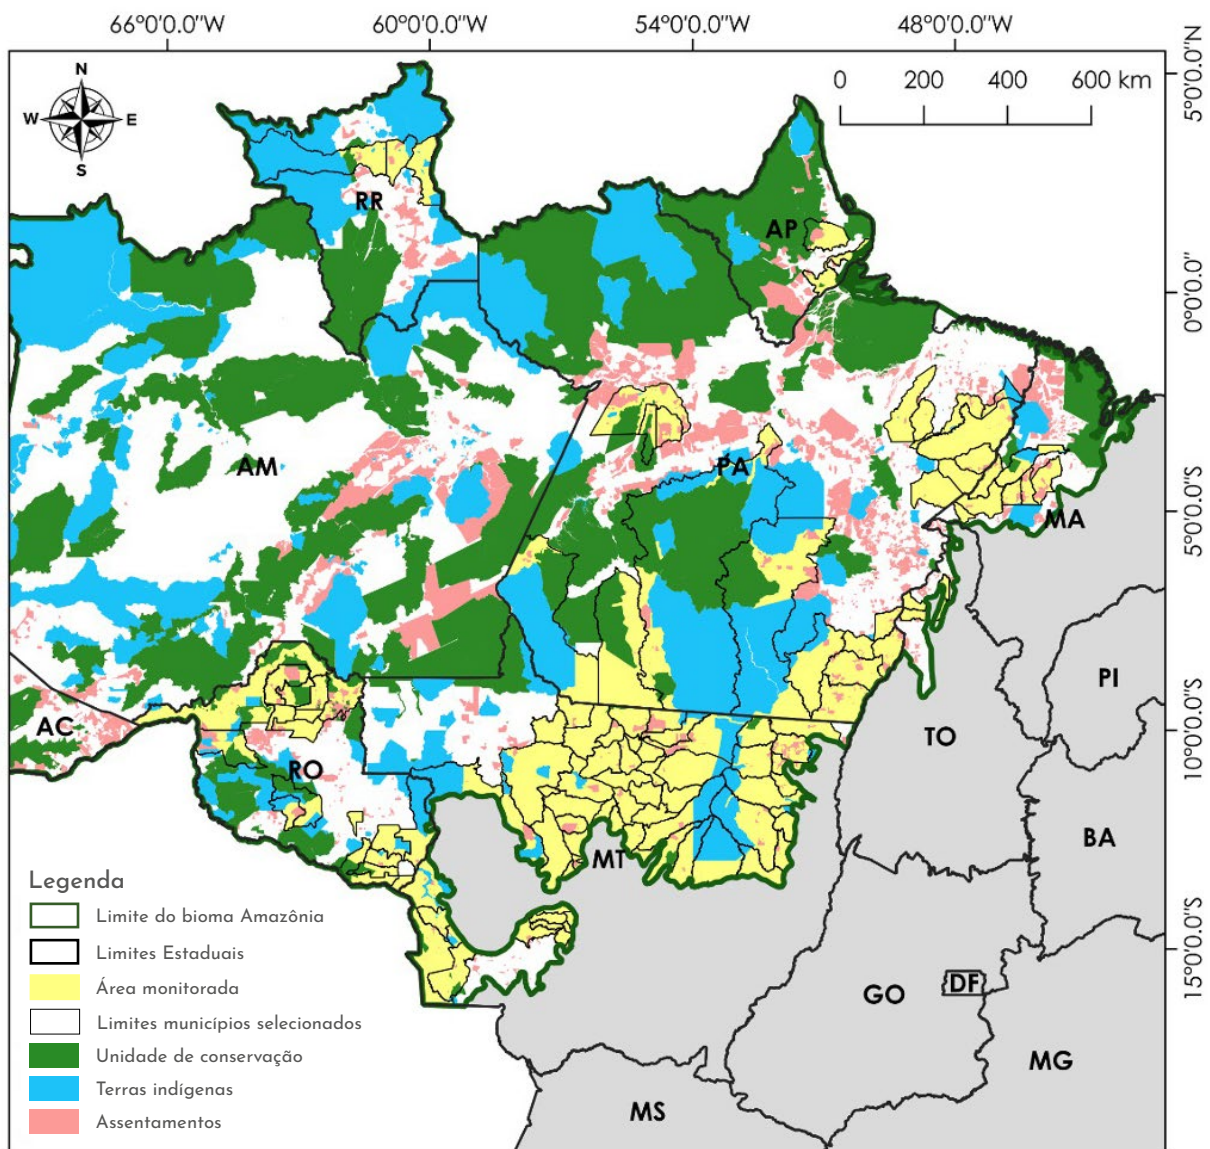 66°0'0.0"W 60°0'0.0"W 54°0'0.0"W 48°0'0.0"W
5°0'0.0"N
0°0'0.0"
5°0'0.0"S
10°0'0.0"S
15°0'0.0"S
N
W E
S
0 200 400 600 km
RR
AP
AM
PA
MA
PI
AC
RO
TO
BA
MT
GO
DF
MG
MS
Legenda
Limite do bioma Amazônia
Limites Estaduais
Área monitorada
Limites municípios selecionados
Unidade de conservação
Terras indígenas
Assentamentos